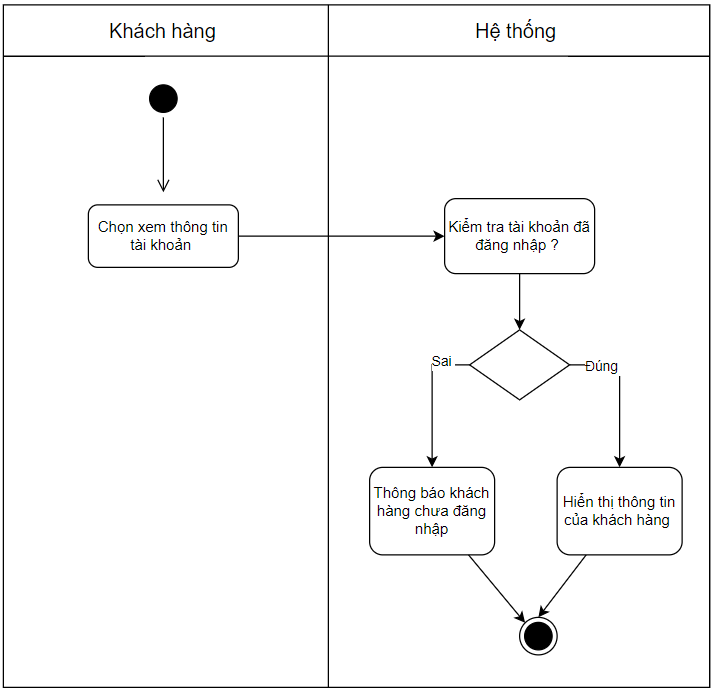 Khách hàng
Hệ thống
Chọn xem thông tin
tài khoản
Kiểm tra tài khoản đã
đăng nhập ?
Sai
Đúng
Thông báo khách
hàng chưa đăng
nhập
Hiển thị thông tin
của khách hàng